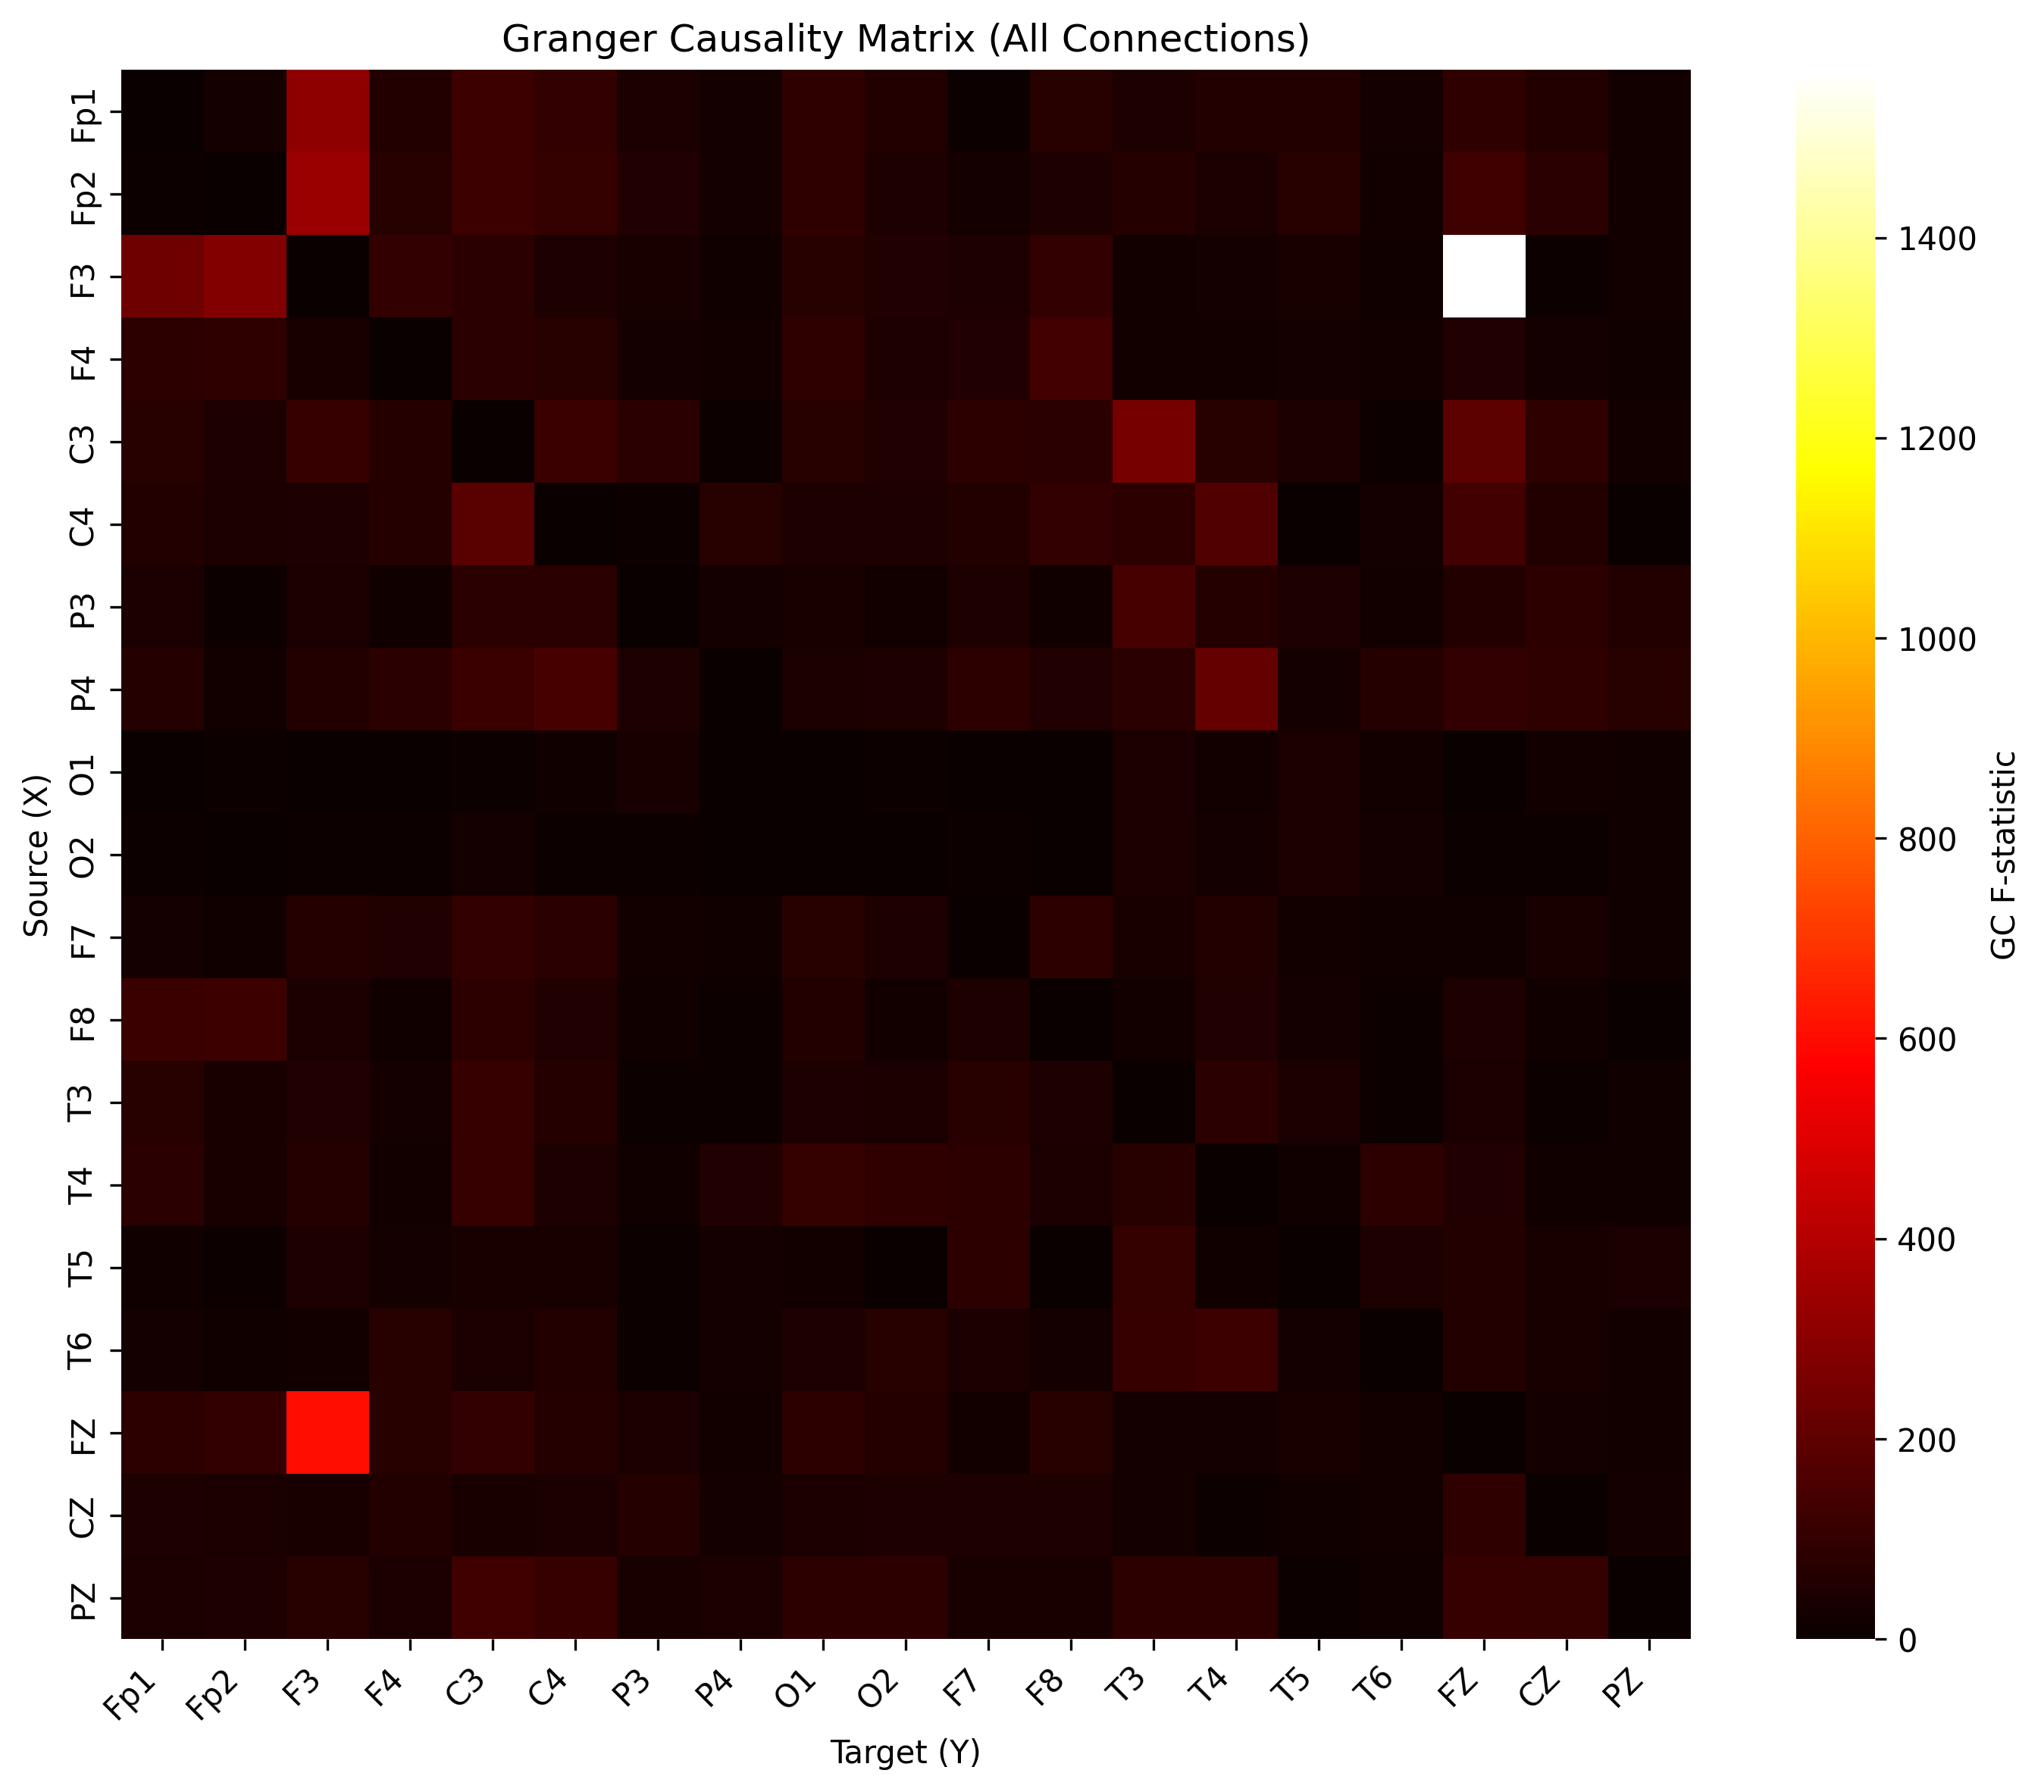 Granger Causality Matrix (All Connections)
Source (X)
Fp1
Fp2
F3
F4
C3
C4
P3
P4
O1
O2
F7
F8
T3
T4
T5
T6
FZ
CZ
PZ
Fp1 Fp2 F3 F4 C3 C4 P3 P4 O1 O2 F7 F8 T3 T4 T5 T6 FZ CZ PZ
Target (Y)
1400
1200
1000
800
600
400
200
0
GC F-statistic